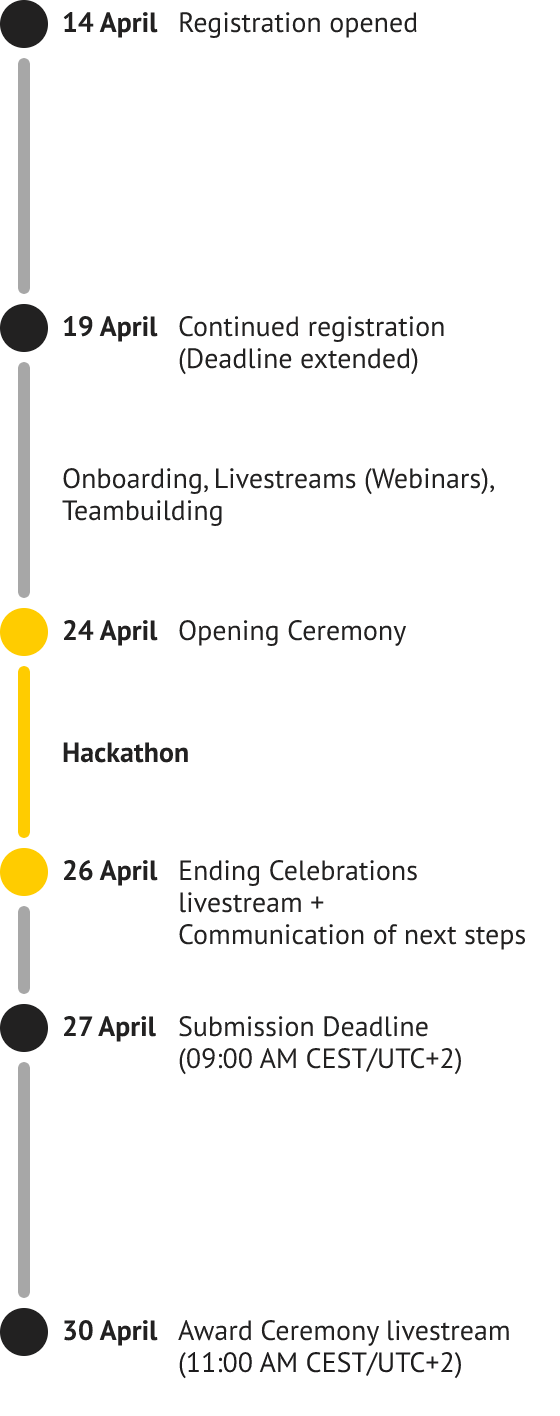 14 April Registration opened
19 April Continued registration
(Deadline extended)
Onboarding, Livestreams (Webinars),
Teambuilding
24 April Opening Ceremony
Hackathon
26 April Ending Celebrations
livestream +
Communication of next steps
27 April Submission Deadline
(09:00 AM CEST/UTC+2)
30 April Award Ceremony livestream
(11:00 AM CEST/UTC+2)